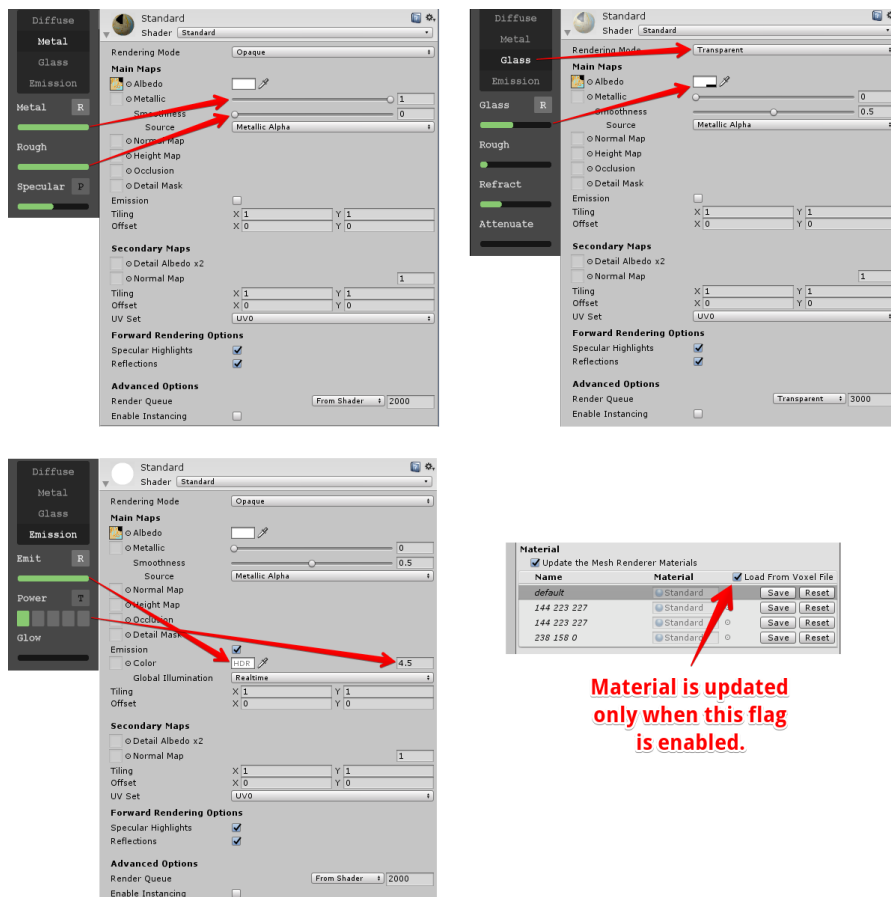 Diffuse
Metal
Glass
Emission
Metal R
Rough
Specular P
Standard
Shader Standard
Rendering Mode Opaque
Main Maps
Albedo
Metallic 1
Smoothness 0
Source Metallic Alpha
Normal Map
Height Map
Occlusion
Detail Mask
Emission
Tiling X 1 Y 1
Offset X 0 Y 0
Secondary Maps
Detail Albedo x2
Normal Map 1
Tiling X 1 Y 1
Offset X 0 Y 0
UV Set UV0
Forward Rendering Options
Specular Highlights
Reflections
Advanced Options
Render Queue From Shader 2000
Enable Instancing
Diffuse
Metal
Glass
Emission
Glass R
Rough
Refract
Attenuate
Standard
Shader Standard
Rendering Mode Transparent
Main Maps
Albedo
Metallic 0
Smoothness 0.5
Source Metallic Alpha
Normal Map
Height Map
Occlusion
Detail Mask
Emission
Tiling X 1 Y 1
Offset X 0 Y 0
Secondary Maps
Detail Albedo x2
Normal Map 1
Tiling X 1 Y 1
Offset X 0 Y 0
UV Set UV0
Forward Rendering Options
Specular Highlights
Reflections
Advanced Options
Render Queue Transparent 3000
Enable Instancing
Diffuse
Metal
Glass
Emission
Emit R
Power T
Glow
Standard
Shader Standard
Rendering Mode Opaque
Main Maps
Albedo
Metallic 0
Smoothness 0.5
Source Metallic Alpha
Normal Map
Height Map
Occlusion
Detail Mask
Emission
Color HDR 4.5
Global Illumination Realtime
Tiling X 1 Y 1
Offset X 0 Y 0
Secondary Maps
Detail Albedo x2
Normal Map 1
Tiling X 1 Y 1
Offset X 0 Y 0
UV Set UV0
Forward Rendering Options
Specular Highlights
Reflections
Advanced Options
Render Queue From Shader 2000
Enable Instancing
Material
Update the Mesh Renderer Materials
Name Material Load From Voxel File
default Standard Save Reset
144 223 227 Standard Save Reset
144 223 227 Standard Save Reset
238 158 0 Standard Save Reset
Material is updated
only when this flag
is enabled.